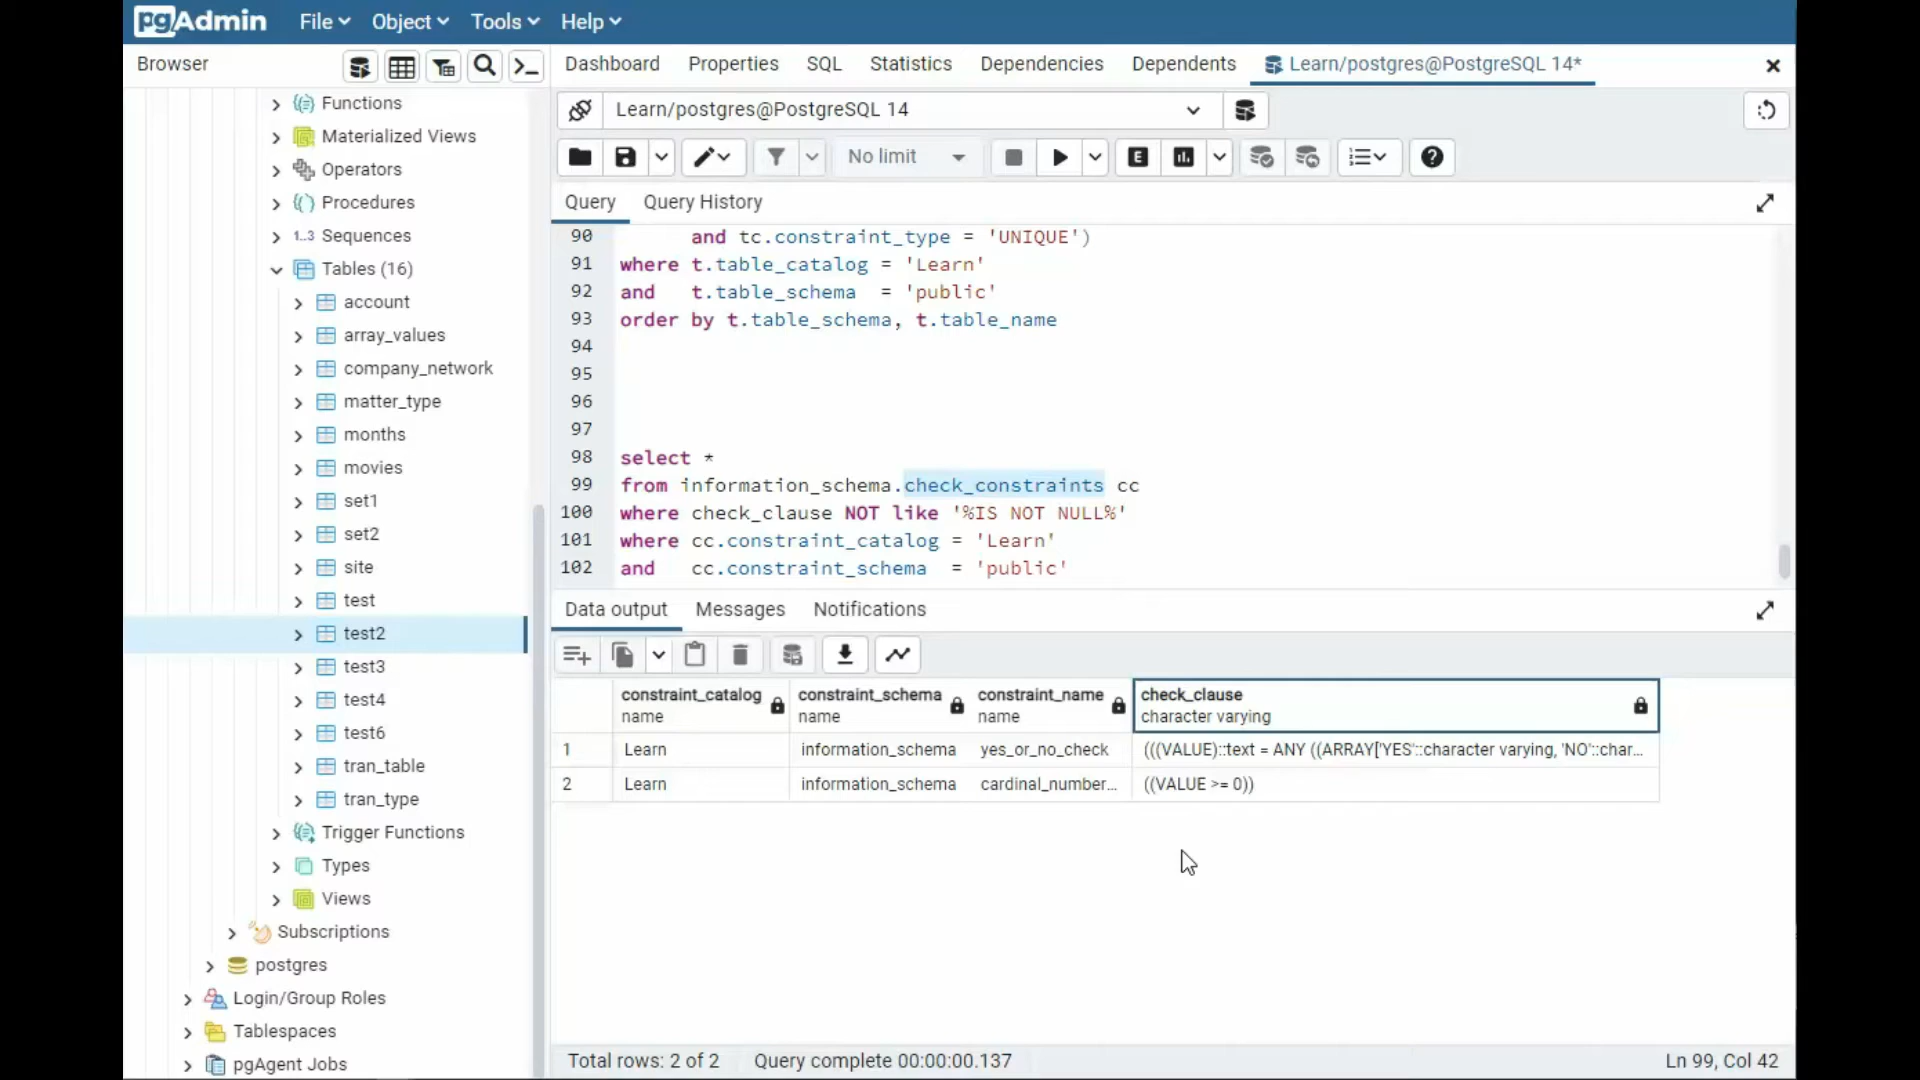 pgAdmin File Object Tools Help
Browser
Dashboard Properties SQL Statistics Dependencies Dependents Learn/postgres@PostgreSQL 14*
Learn/postgres@PostgreSQL 14
No limit
E
Query Query History
Functions
Materialized Views
Operators
Procedures
1..3 Sequences
Tables (16)
account
array_values
company_network
matter_type
months
movies
set1
set2
site
test
test2
test3
test4
test6
tran_table
tran_type
Trigger Functions
Types
Views
Subscriptions
postgres
Login/Group Roles
Tablespaces
pgAgent Jobs
90 and tc.constraint_type = 'UNIQUE')
91 where t.table_catalog = 'Learn'
92 and t.table_schema = 'public'
93 order by t.table_schema, t.table_name
94
95
96
97
98 select *
99 from information_schema.check_constraints cc
100 where check_clause NOT like '%IS NOT NULL%'
101 where cc.constraint_catalog = 'Learn'
102 and cc.constraint_schema = 'public'
Data output Messages Notifications
constraint_catalog constraint_schema constraint_name check_clause
name name name character varying
1 Learn information_schema yes_or_no_check (((VALUE)::text = ANY ((ARRAY['YES'::character varying, 'NO'::char...
2 Learn information_schema cardinal_number... ((VALUE >= 0))
Total rows: 2 of 2 Query complete 00:00:00.137 Ln 99, Col 42